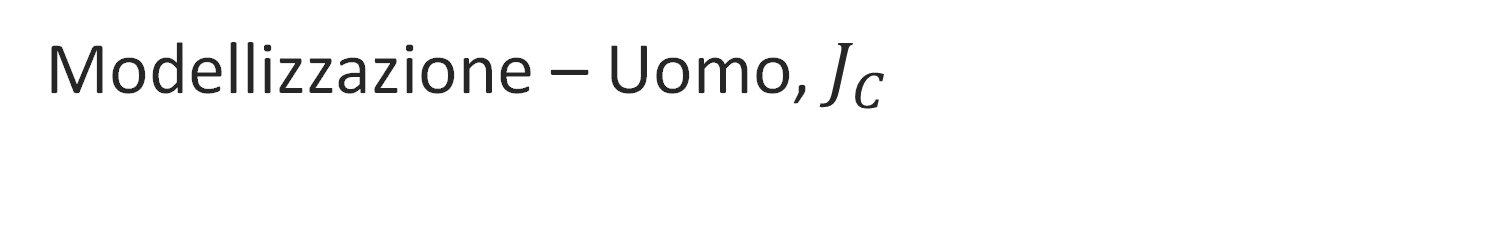 Modellizzazione – Uomo, $J_C$